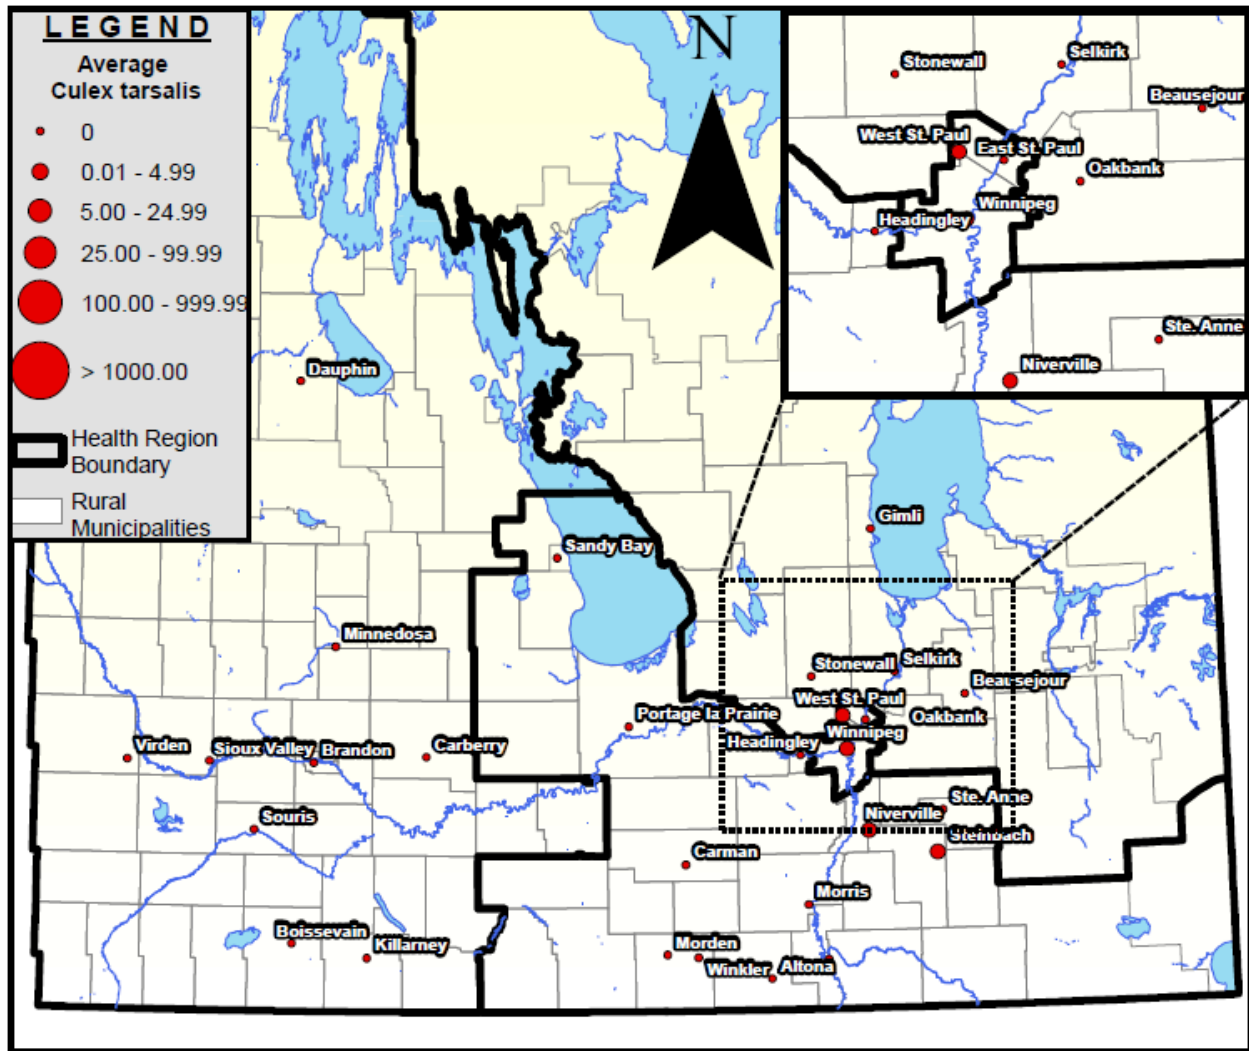 LEGEND
Average
Culex tarsalis
0
0.01 - 4.99
5.00 - 24.99
25.00 - 99.99
100.00 - 999.99
> 1000.00
Health Region
Boundary
Rural
Municipalities
N
Stonewall
Selkirk
Beausejour
West St. Paul
East St. Paul
Oakbank
Winnipeg
Headingley
Ste. Anne
Niverville
Dauphin
Gimli
Sandy Bay
Minnedosa
Stonewall
Selkirk
Beausejour
West St. Paul
Oakbank
Portage la Prairie
Winnipeg
Headingley
Virden
Sioux Valley
Brandon
Carberry
Ste. Anne
Niverville
Souris
Steinbach
Carman
Morris
Boissevain
Killarney
Morden
Winkler
Altona